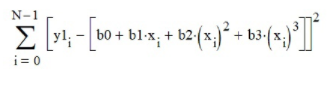 N−1
∑ [y1ᵢ − [b0 + b1·xᵢ + b2·(xᵢ)² + b3·(xᵢ)³]]²
i = 0